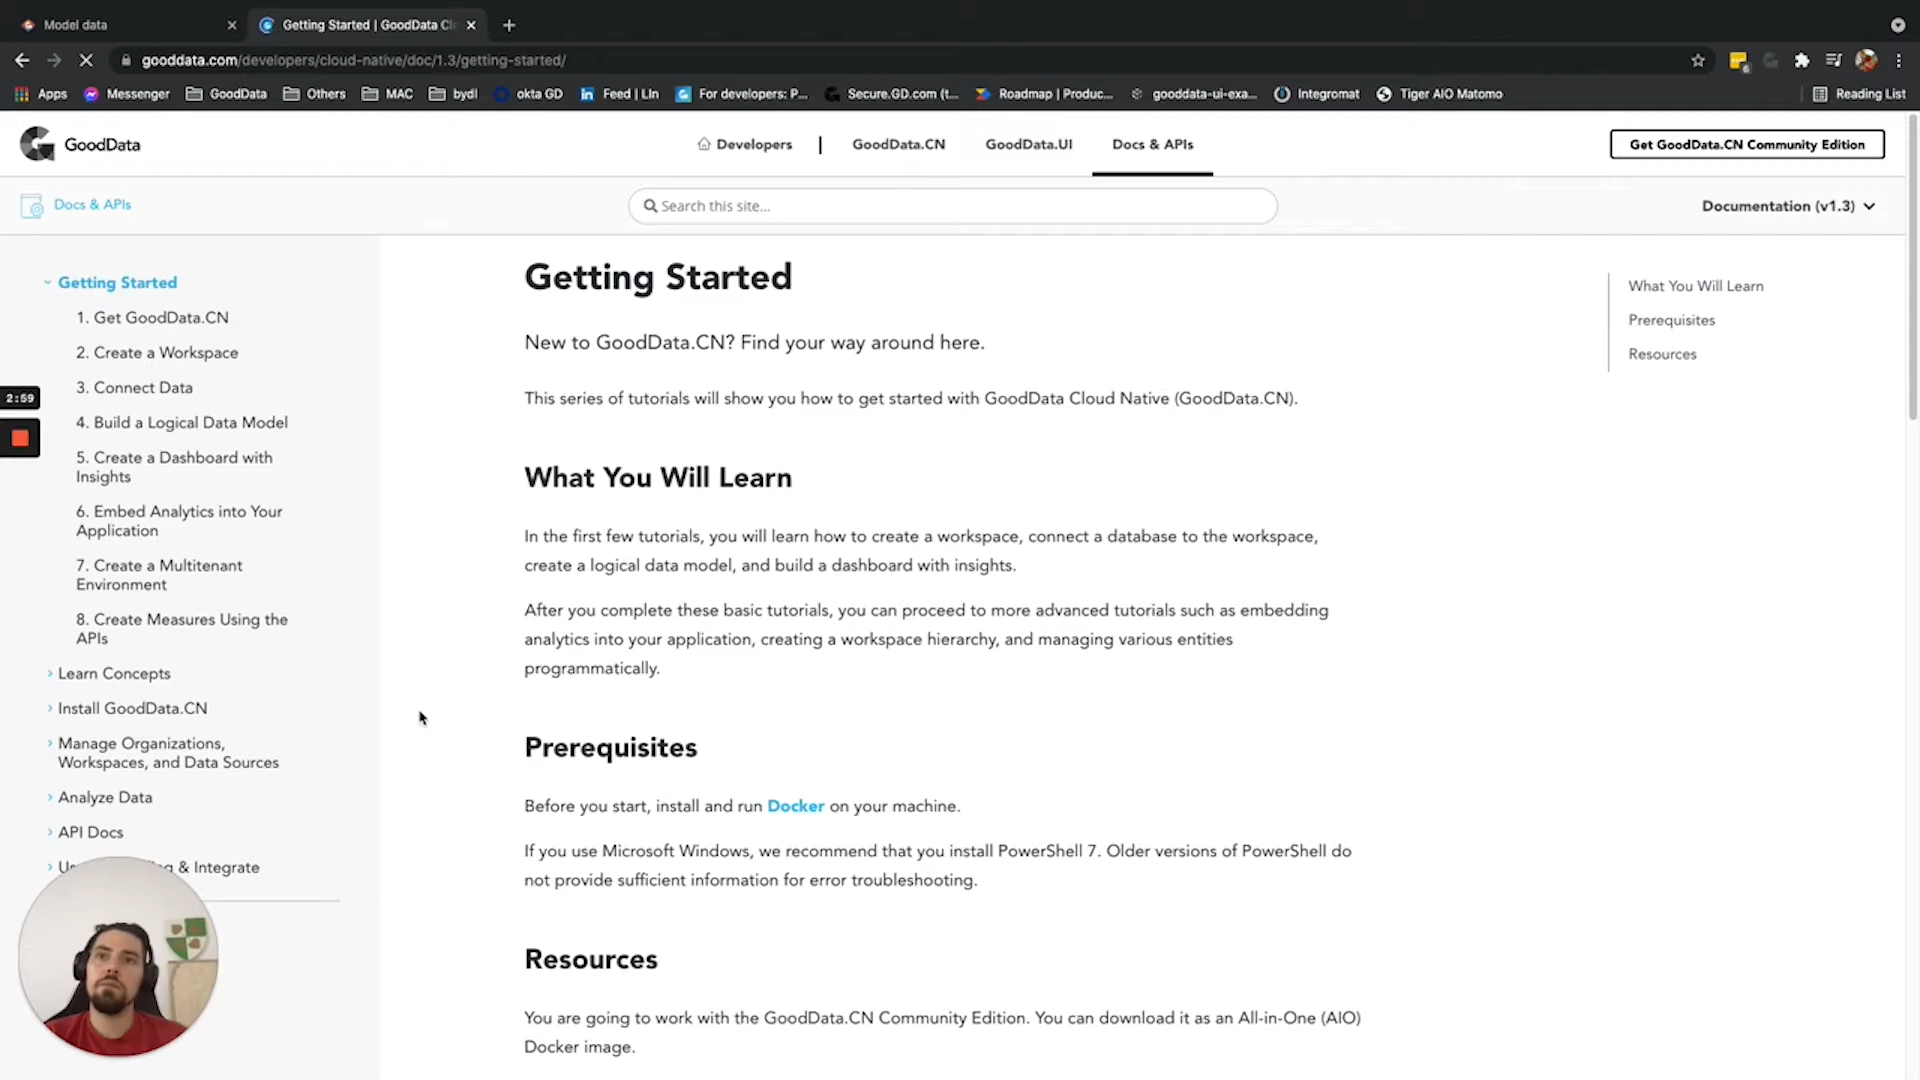 Model data
Getting Started | GoodData Cl
gooddata.com/developers/cloud-native/doc/1.3/getting-started/
Apps Messenger GoodData Others MAC bydl okta GD Feed | LIn For developers: P... Secure.GD.com (t... Roadmap | Produc... gooddata-ui-exa... Integromat Tiger AIO Matomo Reading List
GoodData Developers | GoodData.CN GoodData.UI Docs & APIs Get GoodData.CN Community Edition
Docs & APIs Search this site... Documentation (v1.3)
Getting Started
1. Get GoodData.CN
2. Create a Workspace
3. Connect Data
4. Build a Logical Data Model
5. Create a Dashboard with
Insights
6. Embed Analytics into Your
Application
7. Create a Multitenant
Environment
8. Create Measures Using the
APIs
Learn Concepts
Install GoodData.CN
Manage Organizations,
Workspaces, and Data Sources
Analyze Data
API Docs
& Integrate
2:59
Getting Started
New to GoodData.CN? Find your way around here.
This series of tutorials will show you how to get started with GoodData Cloud Native (GoodData.CN).
What You Will Learn
In the first few tutorials, you will learn how to create a workspace, connect a database to the workspace,
create a logical data model, and build a dashboard with insights.
After you complete these basic tutorials, you can proceed to more advanced tutorials such as embedding
analytics into your application, creating a workspace hierarchy, and managing various entities
programmatically.
Prerequisites
Before you start, install and run Docker on your machine.
If you use Microsoft Windows, we recommend that you install PowerShell 7. Older versions of PowerShell do
not provide sufficient information for error troubleshooting.
Resources
You are going to work with the GoodData.CN Community Edition. You can download it as an All-in-One (AIO)
Docker image.
What You Will Learn
Prerequisites
Resources